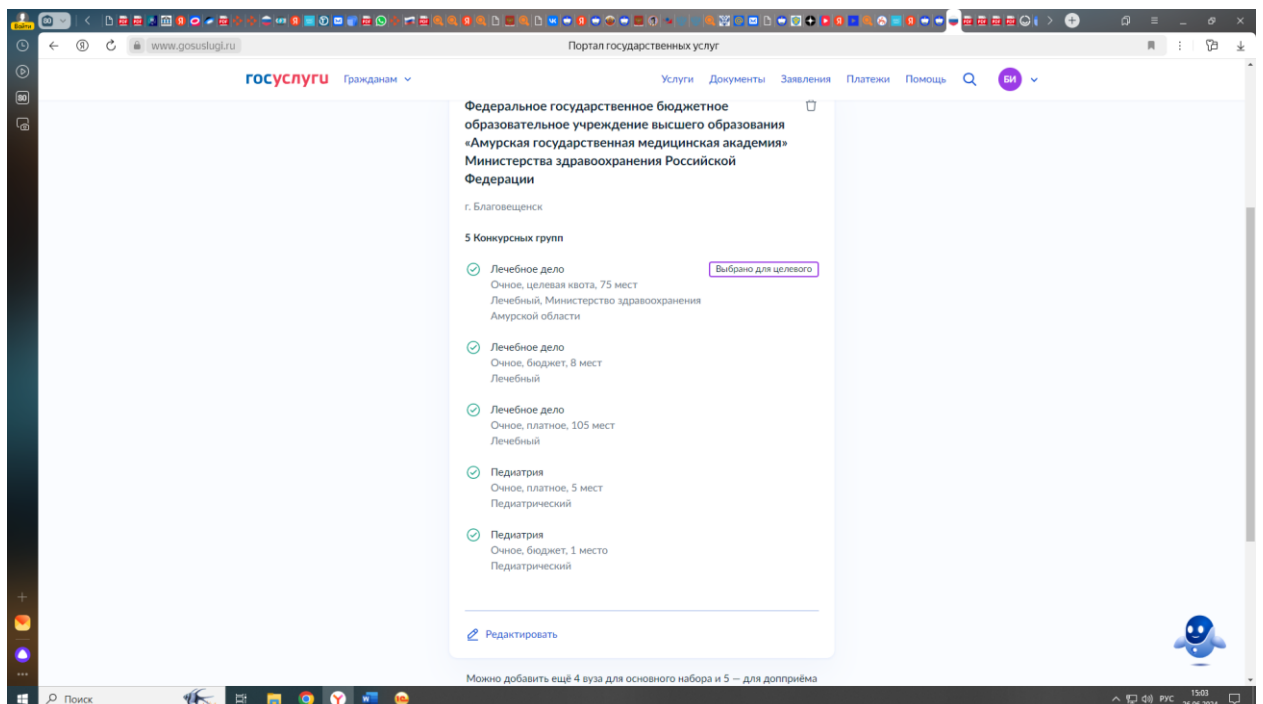 Войти
80
www.gosuslugi.ru
Портал государственных услуг
госуслуги Гражданам
Услуги Документы Заявления Платежи Помощь БИ
80
Федеральное государственное бюджетное
образовательное учреждение высшего образования
«Амурская государственная медицинская академия»
Министерства здравоохранения Российской
Федерации
г. Благовещенск
5 Конкурсных групп
Лечебное дело Выбрано для целевого
Очное, целевая квота, 75 мест
Лечебный, Министерство здравоохранения
Амурской области
Лечебное дело
Очное, бюджет, 8 мест
Лечебный
Лечебное дело
Очное, платное, 105 мест
Лечебный
Педиатрия
Очное, платное, 5 мест
Педиатрический
Педиатрия
Очное, бюджет, 1 место
Педиатрический
Редактировать
Можно добавить ещё 4 вуза для основного набора и 5 — для допприёма
Поиск
РУС
15:03